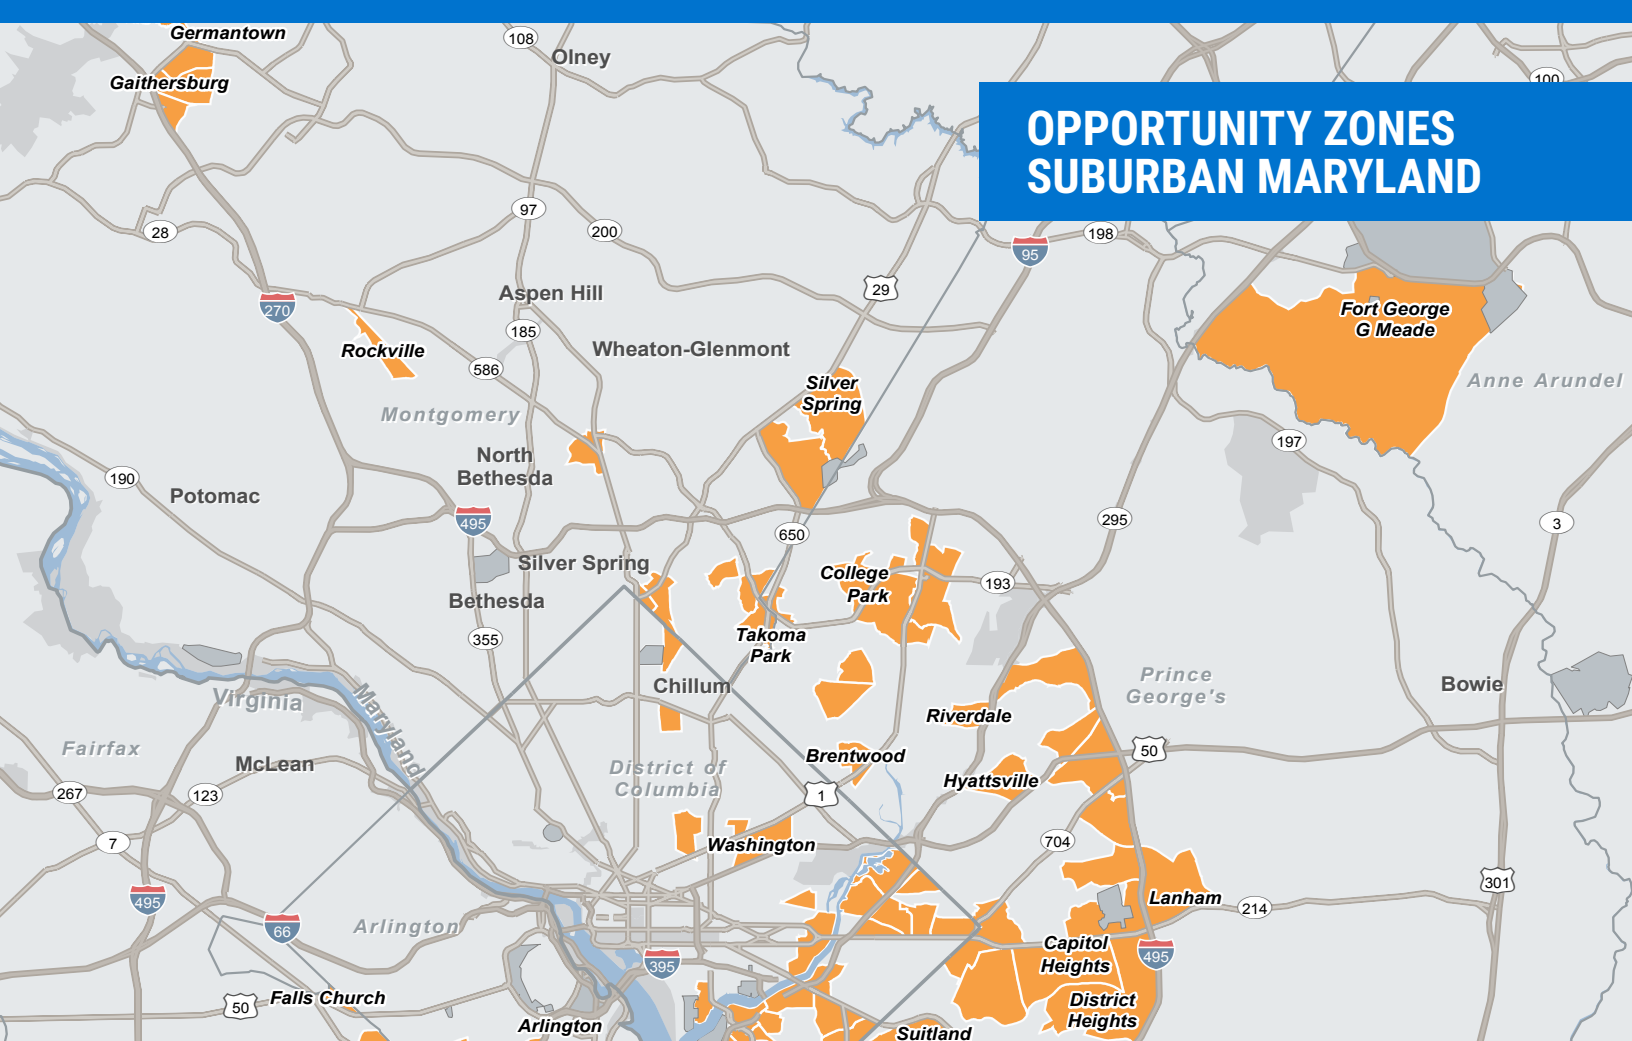 Germantown
Gaithersburg
108
Olney
100
OPPORTUNITY ZONES
SUBURBAN MARYLAND
28
97
200
198
95
29
270
Aspen Hill
185
Rockville
586
Wheaton-Glenmont
Fort George
G Meade
Anne Arundel
Silver
Spring
Montgomery
197
North
Bethesda
190
Potomac
495
650
295
3
Silver Spring
Bethesda
College
Park
193
355
Takoma
Park
Chillum
Prince
George's
Bowie
Virginia
Maryland
Riverdale
Fairfax
McLean
Brentwood
50
District of
Columbia
Hyattsville
267
123
1
7
Washington
704
301
495
Lanham
214
66
Arlington
395
Capitol
Heights
495
50
Falls Church
District
Heights
Arlington
Suitland